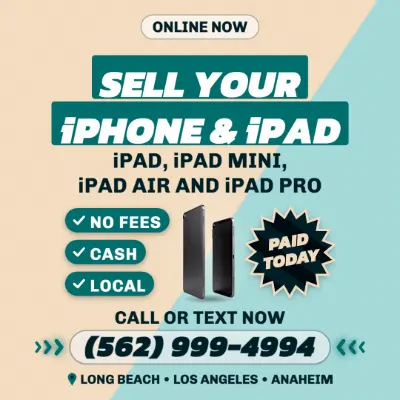 ONLINE NOW
SELL YOUR
iPHONE & iPAD
iPAD, iPAD MINI,
iPAD AIR AND iPAD PRO
NO FEES
CASH
LOCAL
PAID
TODAY
CALL OR TEXT NOW
(562) 999-4994
LONG BEACH • LOS ANGELES • ANAHEIM